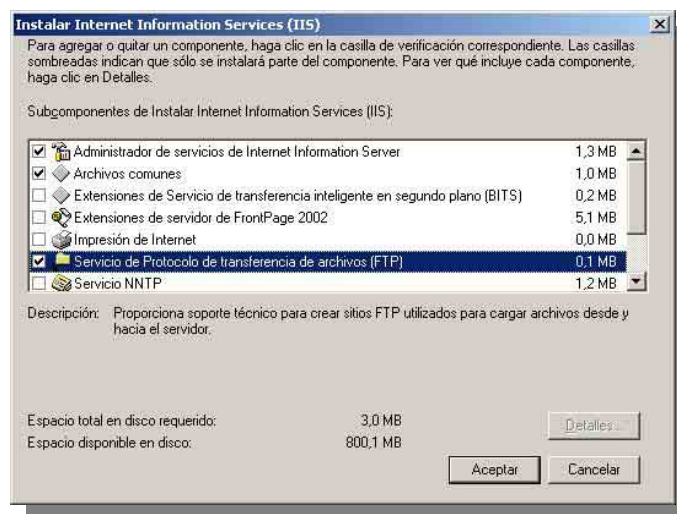 Instalar Internet Information Services (IIS)
Para agregar o quitar un componente, haga clic en la casilla de verificación correspondiente. Las casillas
sombreadas indican que sólo se instalará parte del componente. Para ver qué incluye cada componente,
haga clic en Detalles.
Subcomponentes de Instalar Internet Information Services (IIS):
Administrador de servicios de Internet Information Server 1,3 MB
Archivos comunes 1,0 MB
Extensiones de Servicio de transferencia inteligente en segundo plano (BITS) 0,2 MB
Extensiones de servidor de FrontPage 2002 5,1 MB
Impresión de Internet 0,0 MB
Servicio de Protocolo de transferencia de archivos (FTP) 0,1 MB
Servicio NNTP 1,2 MB
Descripción: Proporciona soporte técnico para crear sitios FTP utilizados para cargar archivos desde y
hacia el servidor.
Espacio total en disco requerido: 3,0 MB
Espacio disponible en disco: 800,1 MB
Detalles...
Aceptar Cancelar